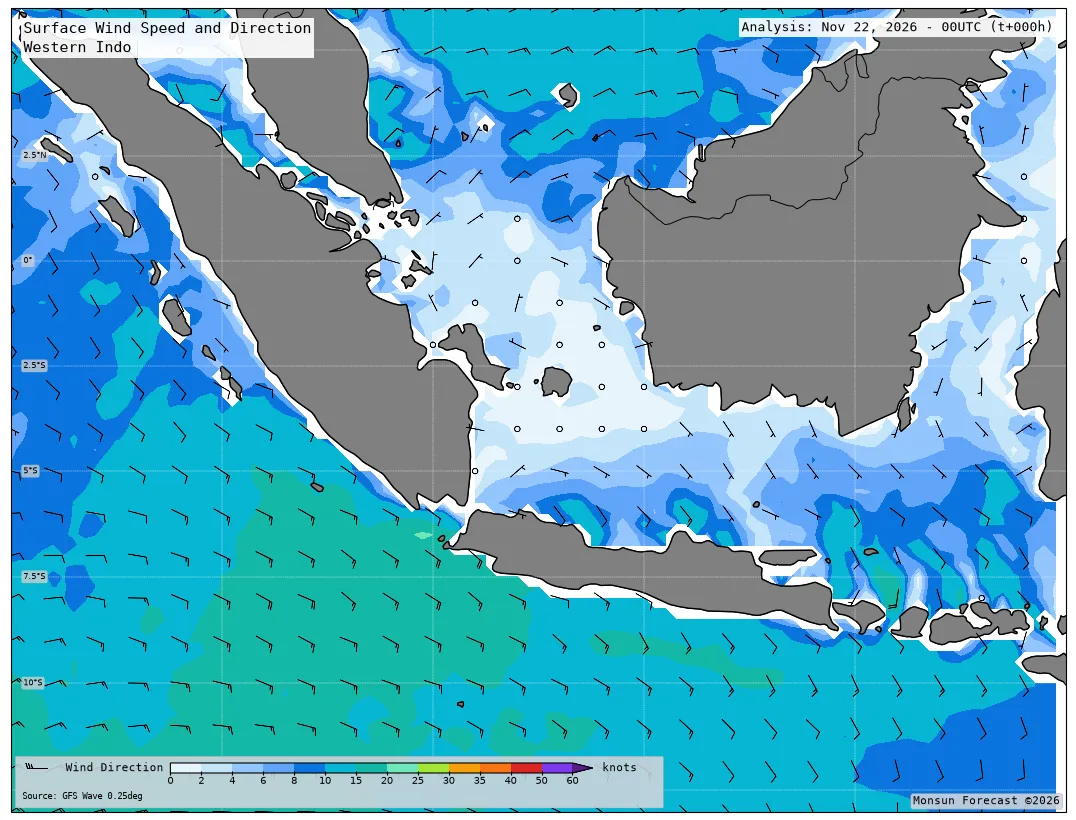 Surface Wind Speed and Direction
Western Indo
Analysis: Nov 22, 2026 - 00UTC (t+000h)
2.5°N
0°
2.5°S
5°S
7.5°S
10°S
Wind Direction
knots
0 2 4 6 8 10 15 20 25 30 35 40 50 60
Source: GFS Wave 0.25deg
Monsun Forecast ©2026